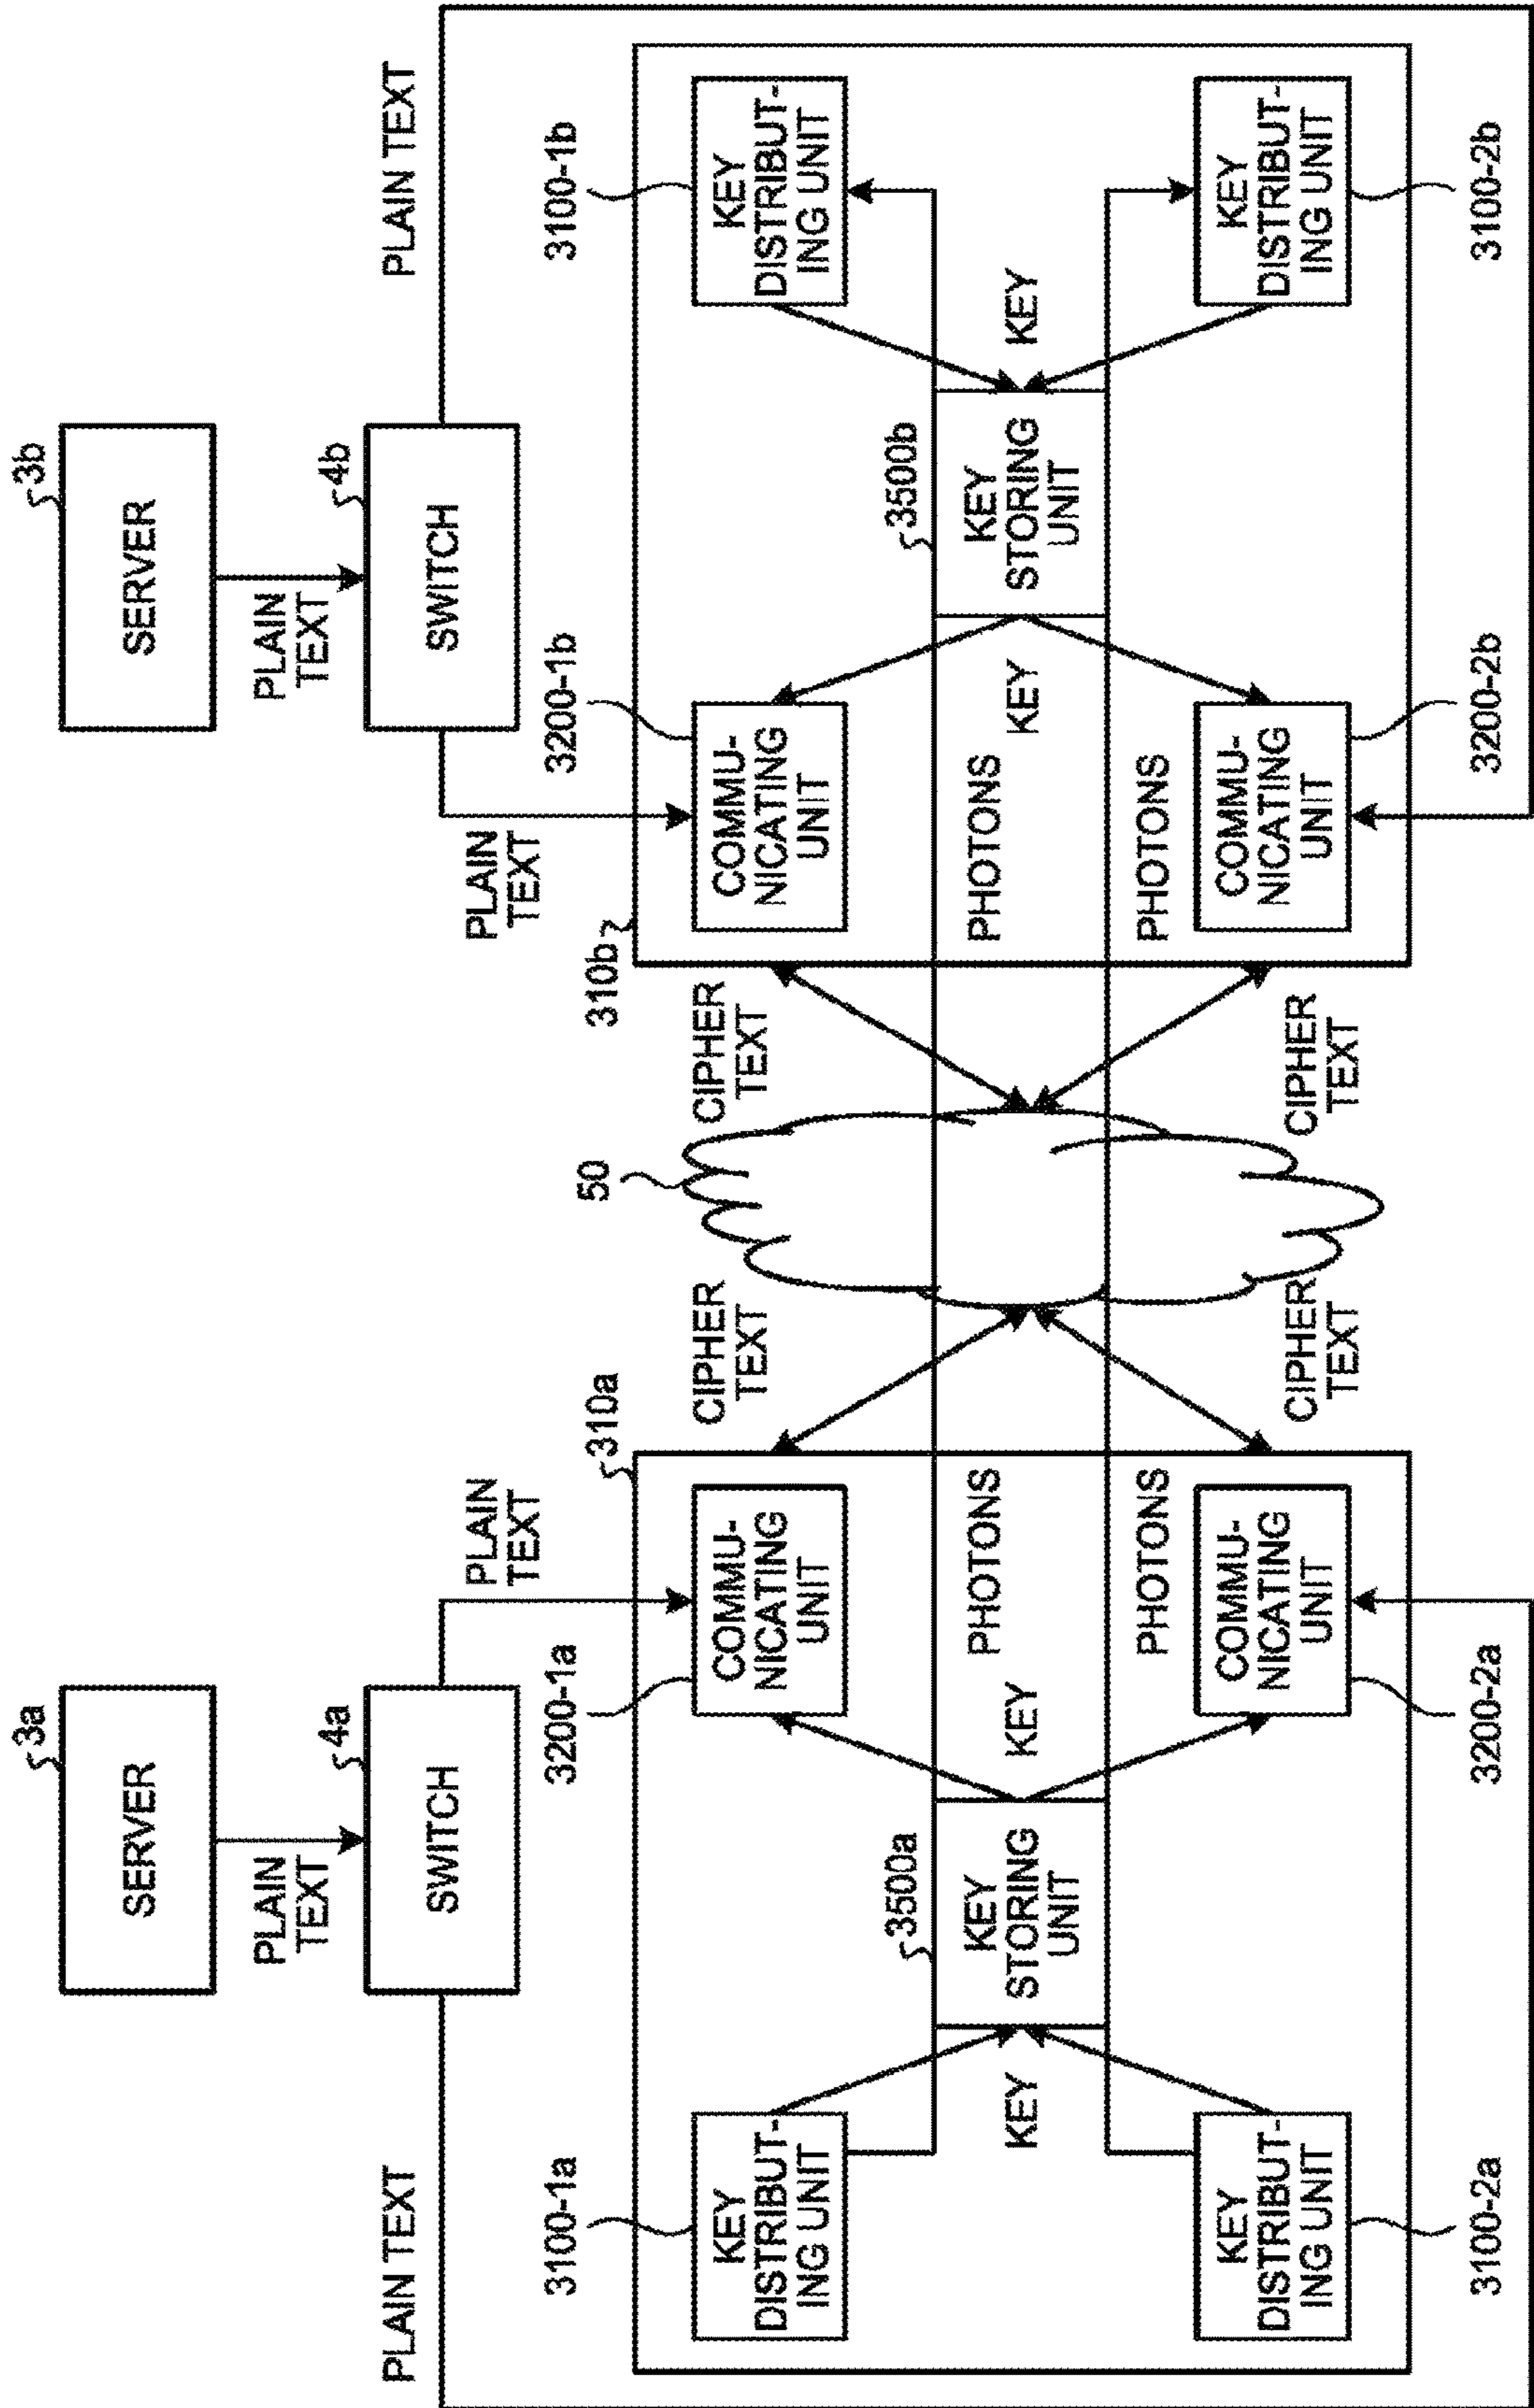 3a
SERVER
PLAIN
TEXT
4a
SWITCH
PLAIN TEXT
PLAIN
TEXT
310a
3100-1a
KEY
DISTRIBUT-
ING UNIT
3200-1a
COMMU-
NICATING
UNIT
3500a
KEY
STORING
UNIT
KEY
KEY
PHOTONS
PHOTONS
KEY
DISTRIBUT-
ING UNIT
3100-2a
COMMU-
NICATING
UNIT
3200-2a
CIPHER
TEXT
CIPHER
TEXT
50
CIPHER
TEXT
CIPHER
TEXT
3b
SERVER
PLAIN
TEXT
4b
SWITCH
PLAIN
TEXT
PLAIN TEXT
310b
3200-1b
COMMU-
NICATING
UNIT
3100-1b
KEY
DISTRIBUT-
ING UNIT
PHOTONS
PHOTONS
KEY
3500b
KEY
STORING
UNIT
KEY
COMMU-
NICATING
UNIT
3200-2b
KEY
DISTRIBUT-
ING UNIT
3100-2b